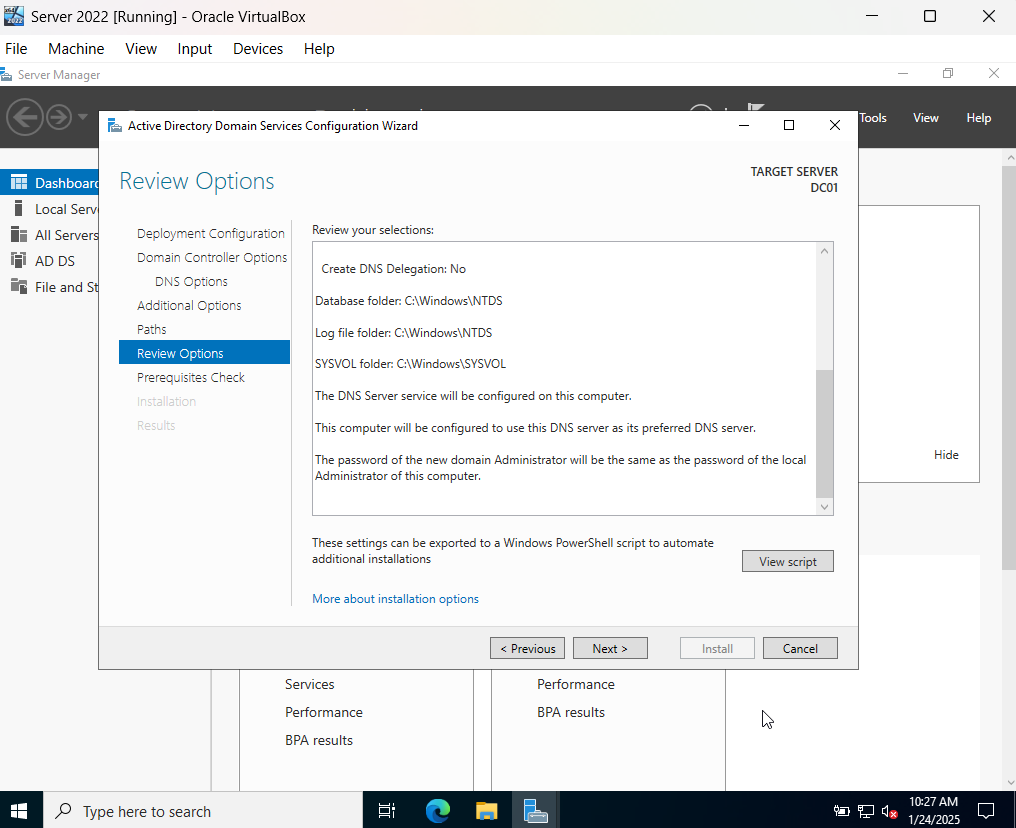 Server 2022 [Running] - Oracle VirtualBox
File Machine View Input Devices Help
Server Manager
Tools View Help
Active Directory Domain Services Configuration Wizard
Review Options
TARGET SERVER
DC01
Dashboard
Local Serv
All Servers
AD DS
File and St
Deployment Configuration
Domain Controller Options
DNS Options
Additional Options
Paths
Review Options
Prerequisites Check
Installation
Results
Review your selections:
Create DNS Delegation: No
Database folder: C:\Windows\NTDS
Log file folder: C:\Windows\NTDS
SYSVOL folder: C:\Windows\SYSVOL
The DNS Server service will be configured on this computer.
This computer will be configured to use this DNS server as its preferred DNS server.
The password of the new domain Administrator will be the same as the password of the local
Administrator of this computer.
These settings can be exported to a Windows PowerShell script to automate
additional installations
View script
More about installation options
< Previous
Next >
Install
Cancel
Hide
Services
Performance
BPA results
Performance
BPA results
Type here to search
10:27 AM
1/24/2025